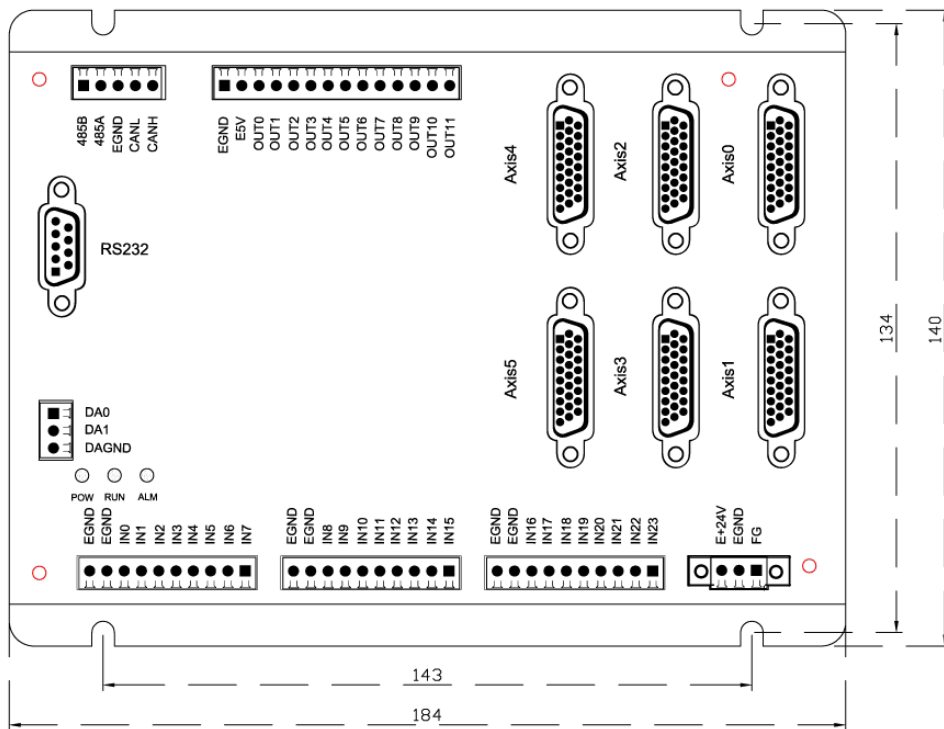 485B
485A
EGND
CANL
CANH
EGND
E5V
OUT0
OUT1
OUT2
OUT3
OUT4
OUT5
OUT6
OUT7
OUT8
OUT9
OUT10
OUT11
Axis4
Axis2
Axis0
RS232
134
140
Axis5
Axis3
Axis1
DA0
DA1
DAGND
POW
RUN
ALM
EGND
EGND
IN0
IN1
IN2
IN3
IN4
IN5
IN6
IN7
EGND
EGND
IN8
IN9
IN10
IN11
IN12
IN13
IN14
IN15
EGND
EGND
IN16
IN17
IN18
IN19
IN20
IN21
IN22
IN23
E+24V
EGND
FG
143
184